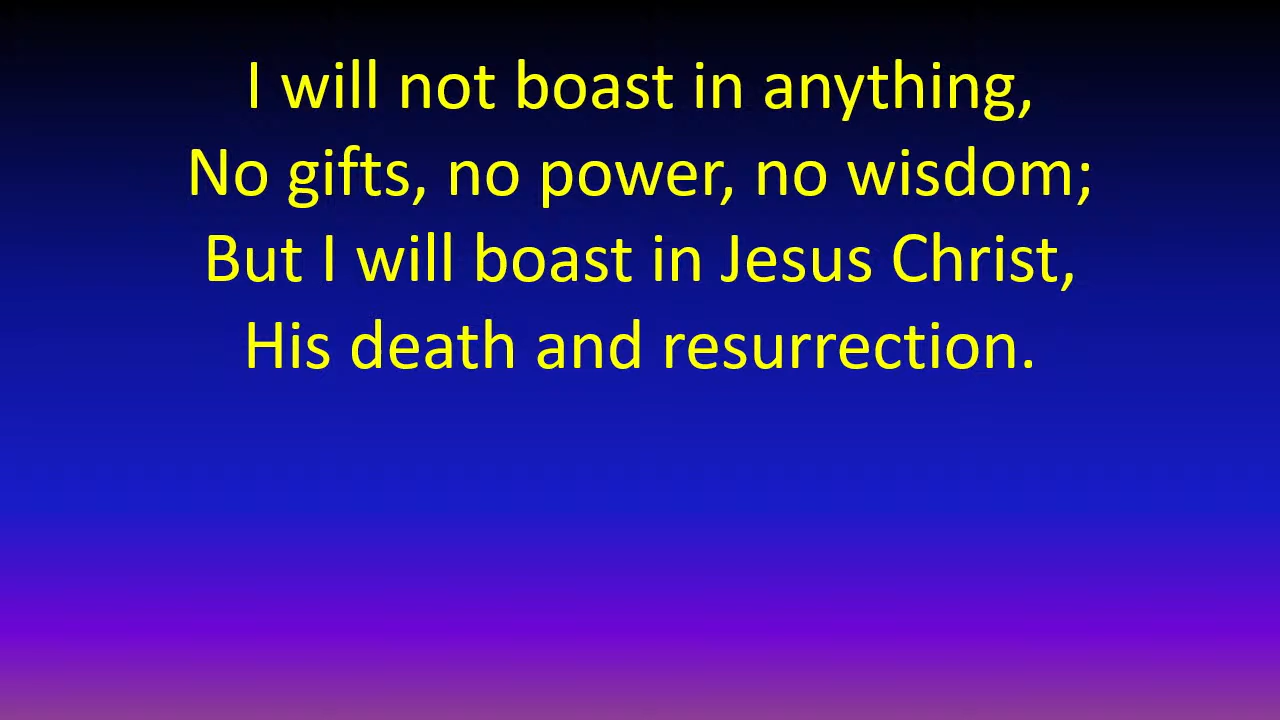 I will not boast in anything,
No gifts, no power, no wisdom;
But I will boast in Jesus Christ,
His death and resurrection.